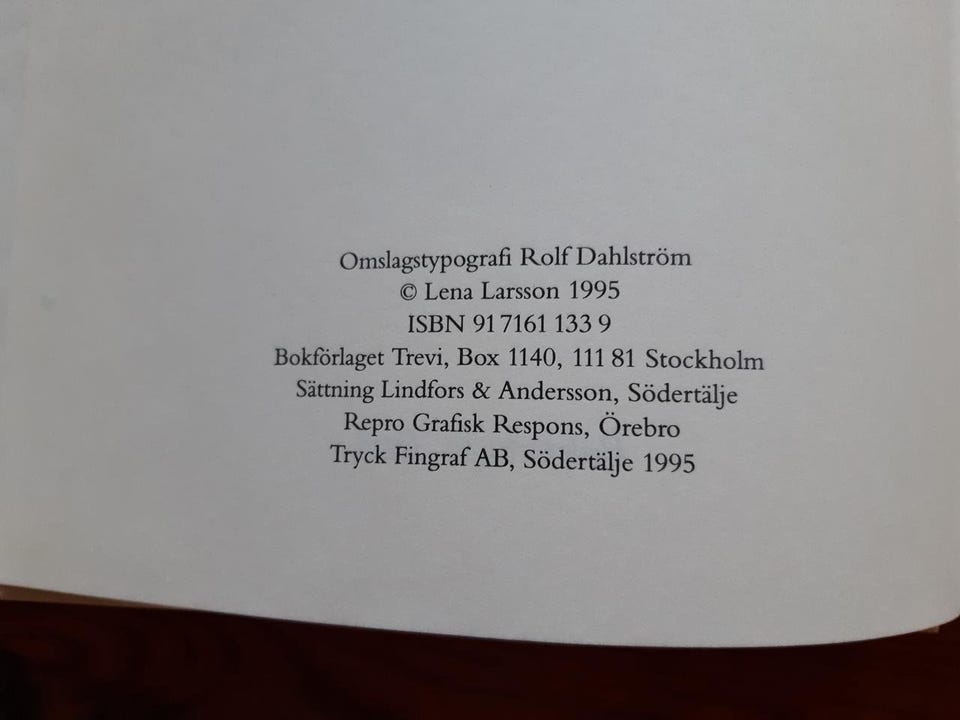 Omslagstypografi Rolf Dahlström
© Lena Larsson 1995
ISBN 91 7161 133 9
Bokförlaget Trevi, Box 1140, 111 81 Stockholm
Sättning Lindfors & Andersson, Södertälje
Repro Grafisk Respons, Örebro
Tryck Fingraf AB, Södertälje 1995